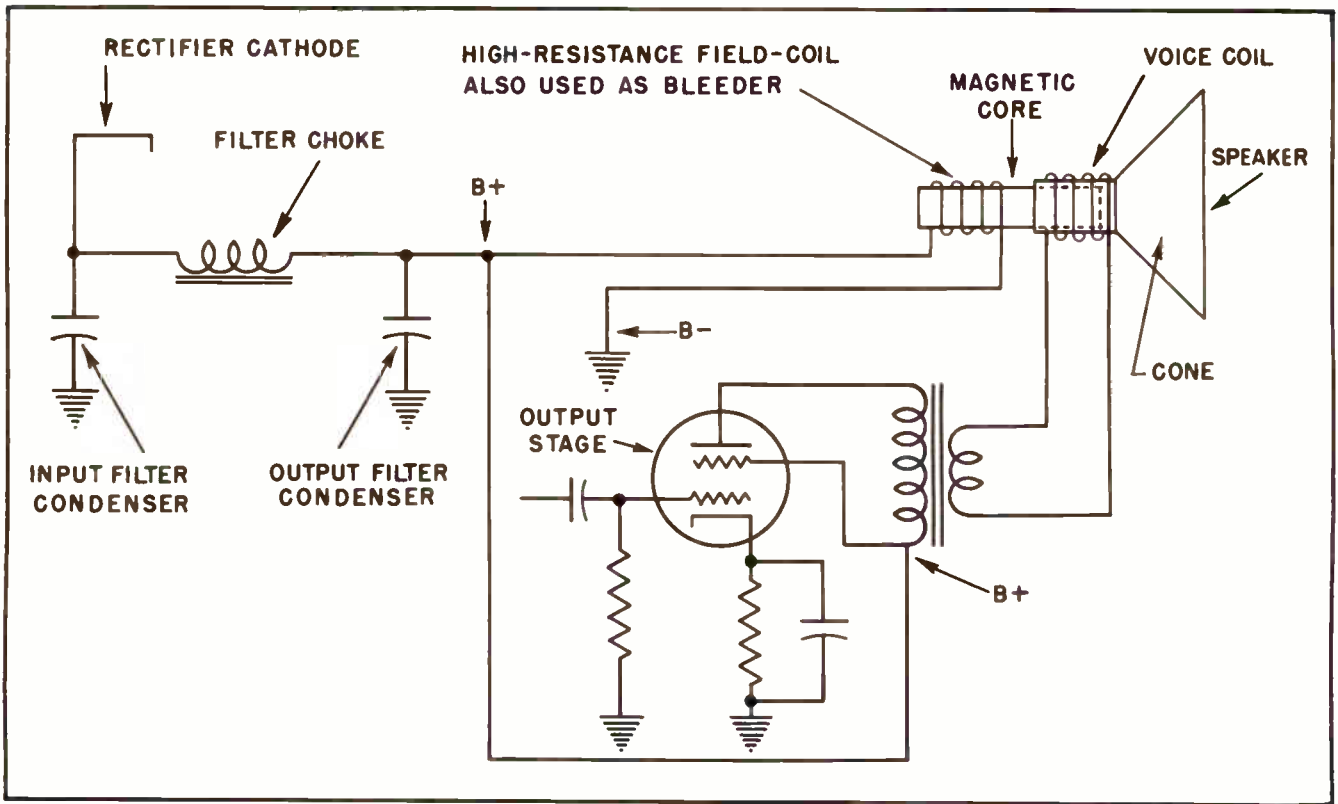 RECTIFIER CATHODE
HIGH-RESISTANCE FIELD-COIL
ALSO USED AS BLEEDER
MAGNETIC
CORE
VOICE COIL
FILTER CHOKE
SPEAKER
B+
B-
CONE
OUTPUT
STAGE
INPUT FILTER
CONDENSER
OUTPUT FILTER
CONDENSER
B+